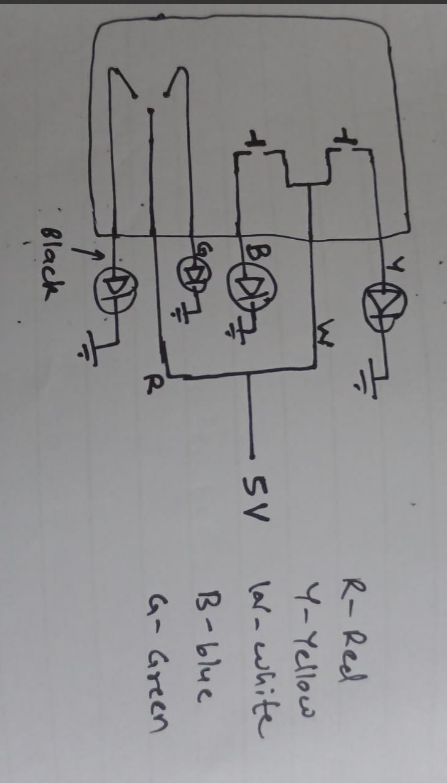 Y
W
B
G
R
Black
5V
R-Red
Y-Yellow
W-white
B-blue
G-Green